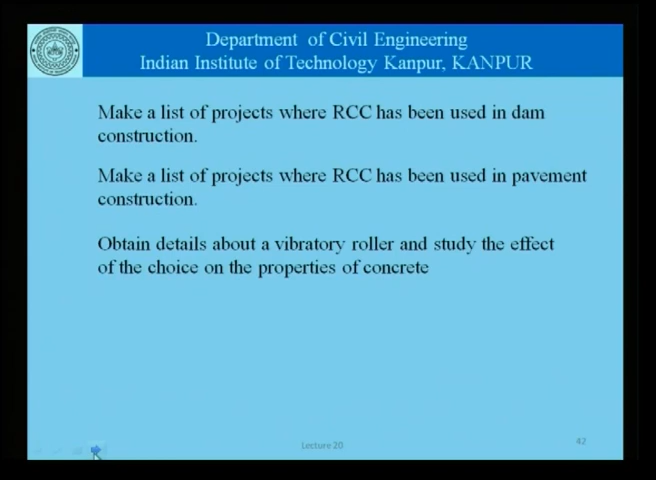 Department of Civil Engineering
Indian Institute of Technology Kanpur, KANPUR
Make a list of projects where RCC has been used in dam
construction.
Make a list of projects where RCC has been used in pavement
construction.
Obtain details about a vibratory roller and study the effect
of the choice on the properties of concrete
Lecture 20
42